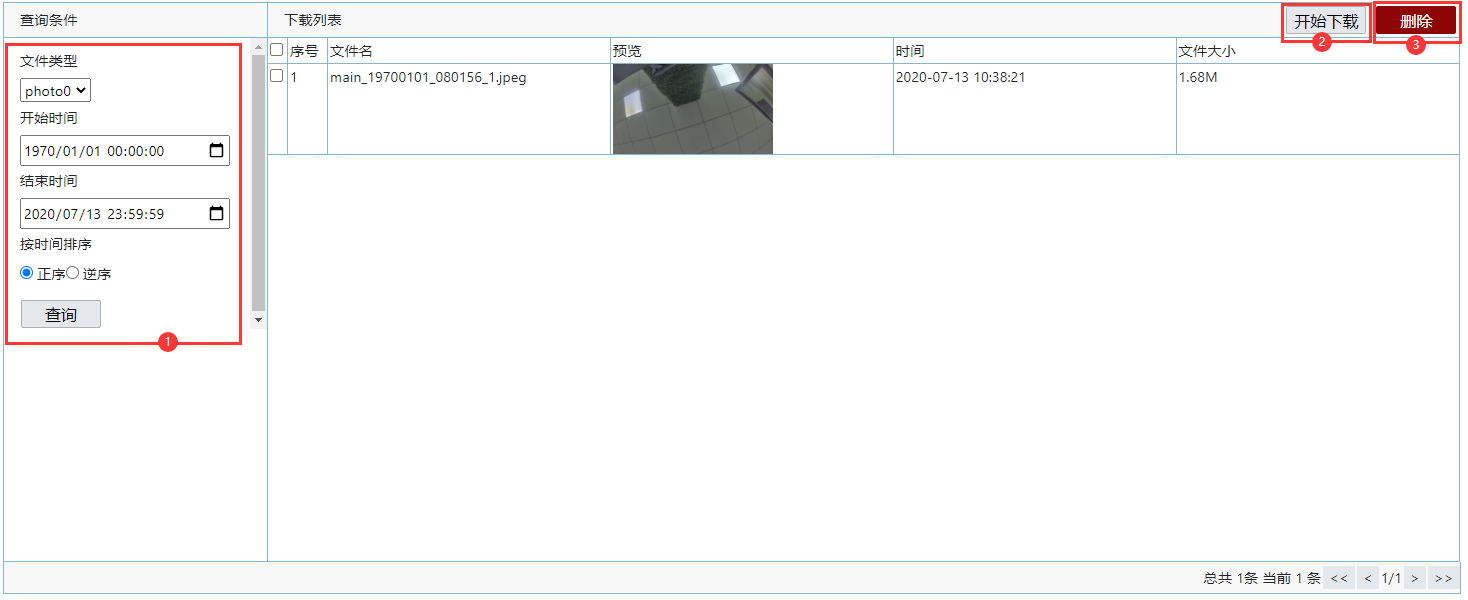 查询条件
下载列表
开始下载
删除
2
3
文件类型
photo0
开始时间
1970/01/01 00:00:00
结束时间
2020/07/13 23:59:59
按时间排序
正序 逆序
查询
1
序号 文件名 预览 时间 文件大小
1 main_19700101_080156_1.jpeg 2020-07-13 10:38:21 1.68M
总共 1条 当前 1 条 << < 1/1 > >>